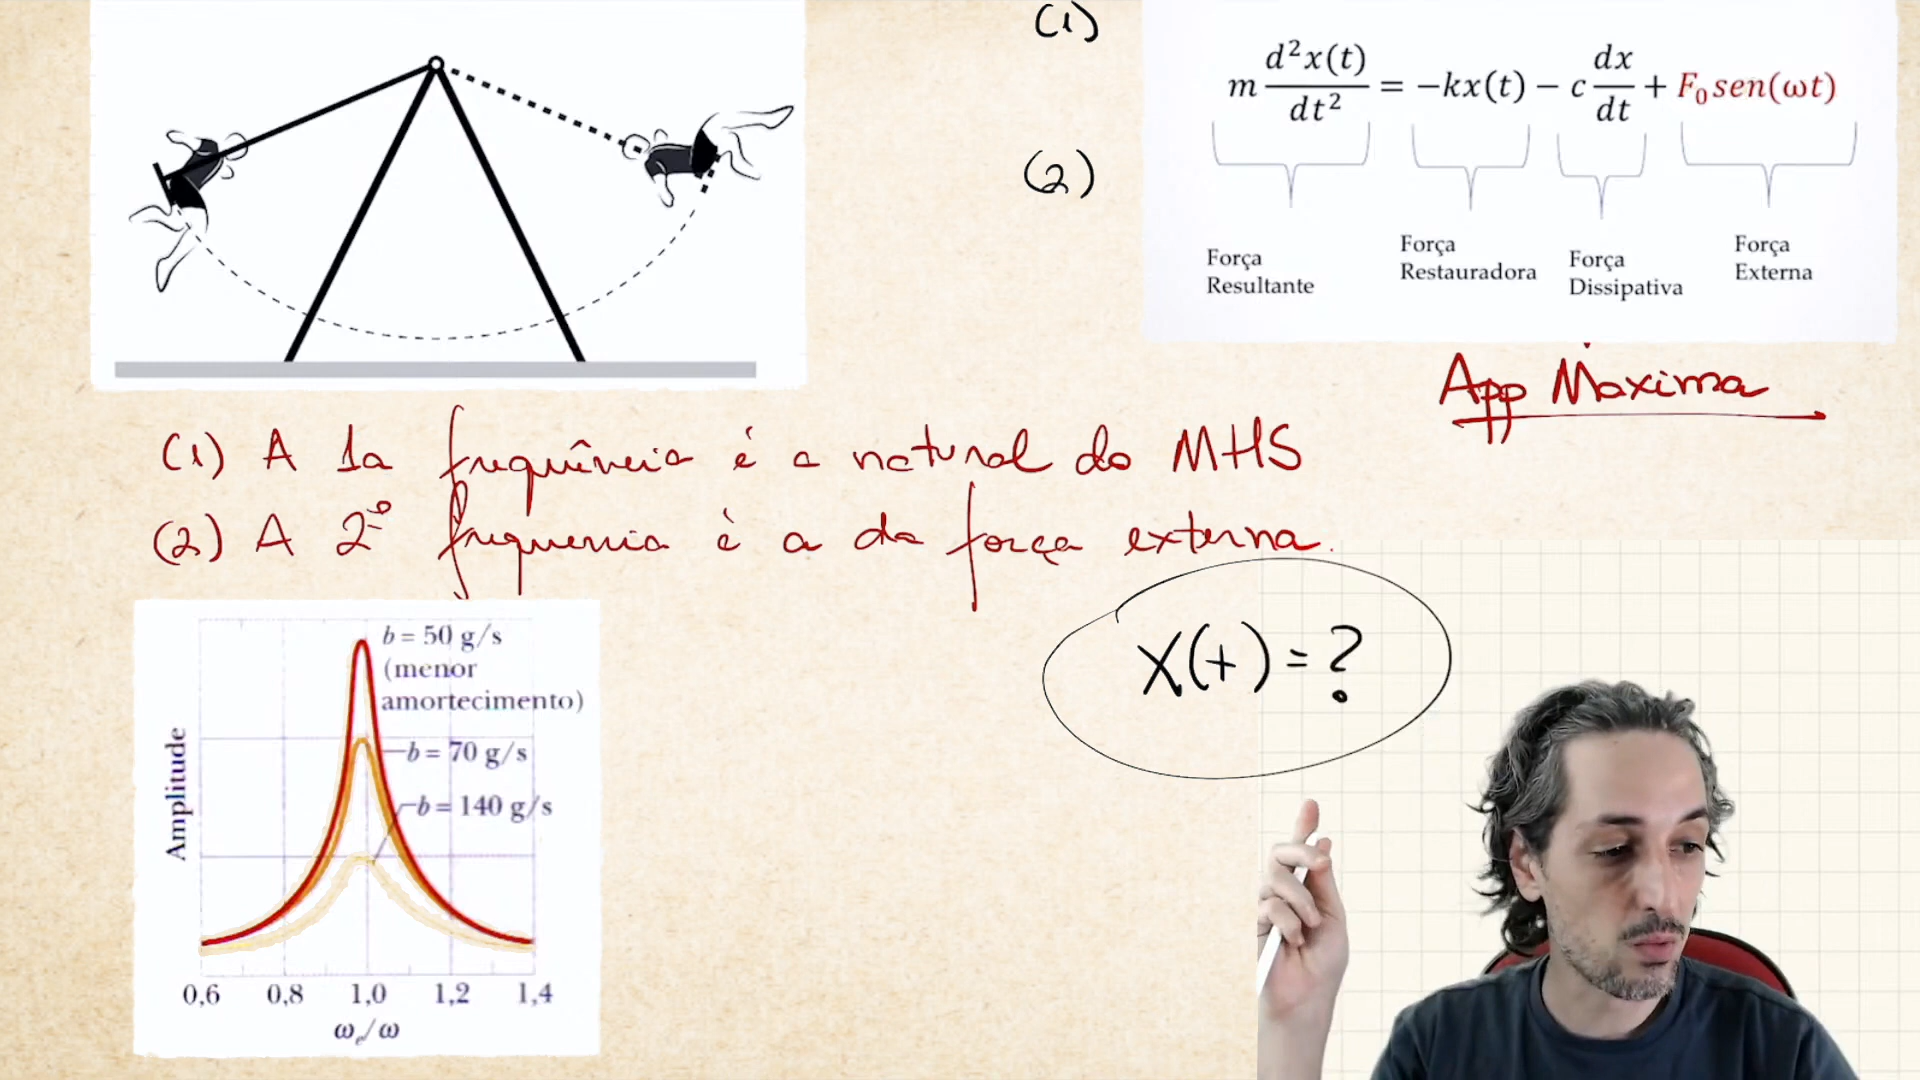 (1)
m d²x(t)/dt² = −kx(t) − c dx/dt + F₀sen(ωt)
(2)
Força Resultante
Força Restauradora
Força Dissipativa
Força Externa
App Maxima
(1) A 1a frequência é a natural do MHS
(2) A 2ª frequencia è a da força externa.
X(t) = ?
b = 50 g/s
(menor
amortecimento)
b = 70 g/s
b = 140 g/s
Amplitude
0,6 0,8 1,0 1,2 1,4
ωₑ/ω